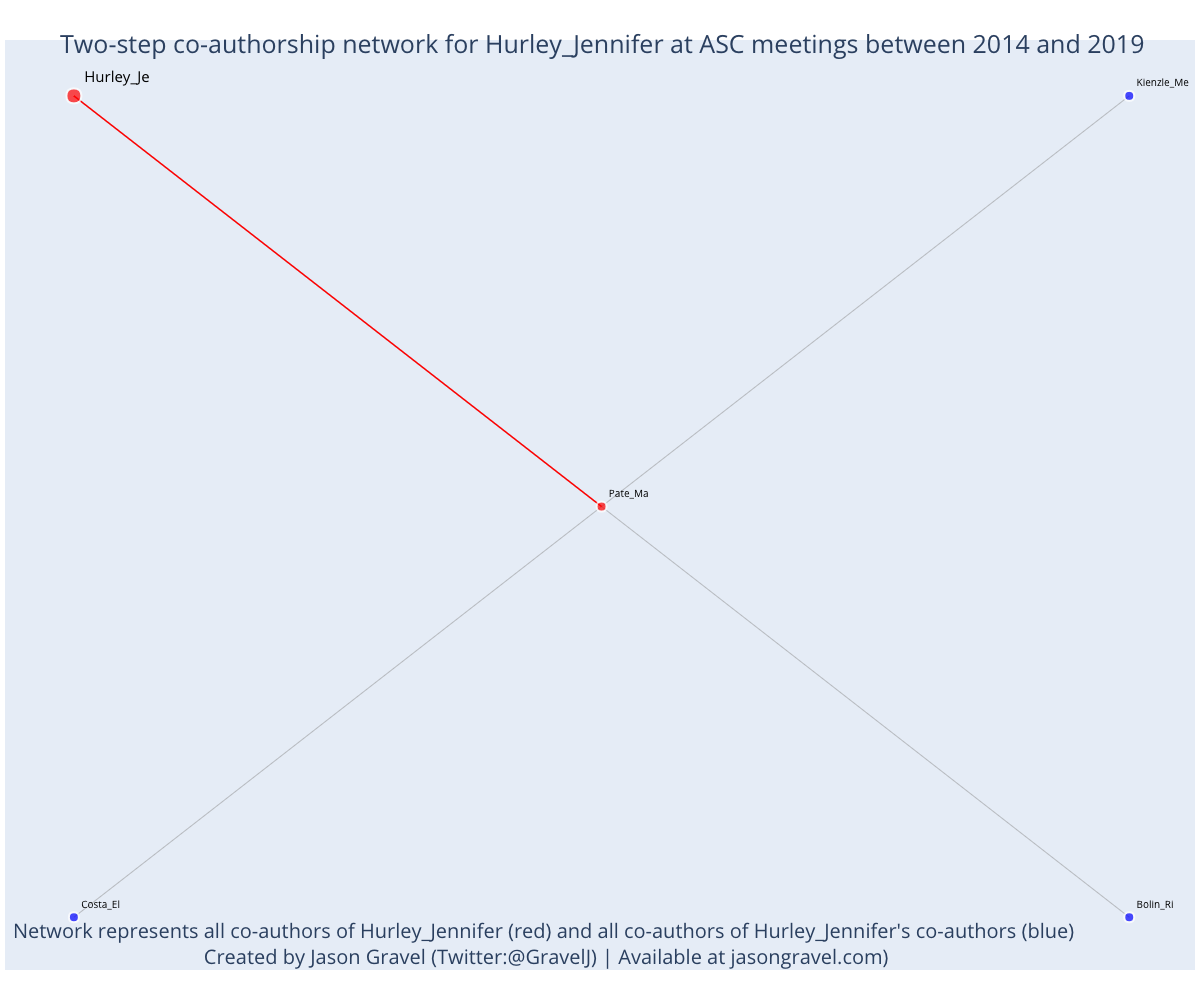 Two-step co-authorship network for Hurley_Jennifer at ASC meetings between 2014 and 2019
Hurley_Je
Kienzle_Me
Pate_Ma
Costa_El
Bolin_Ri
Network represents all co-authors of Hurley_Jennifer (red) and all co-authors of Hurley_Jennifer's co-authors (blue)
Created by Jason Gravel (Twitter:@GravelJ) | Available at jasongravel.com)